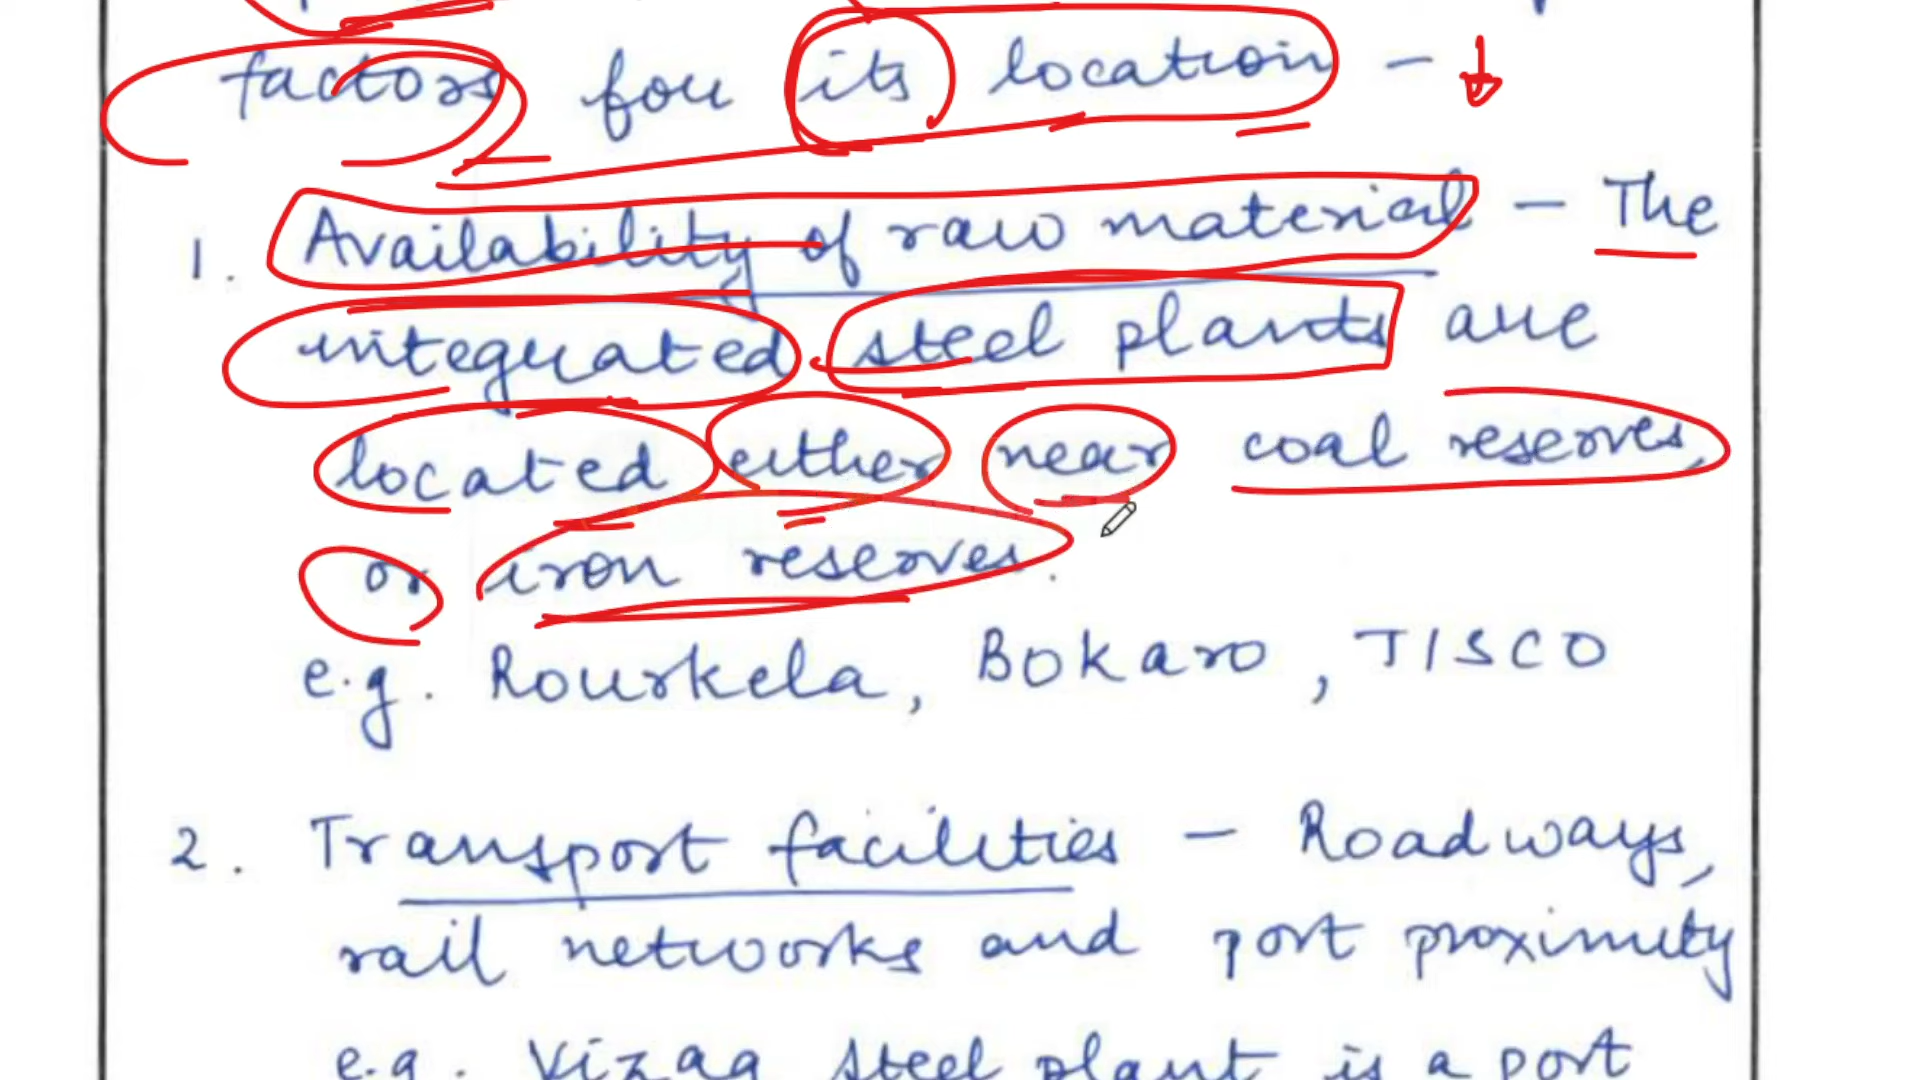 factors for its location -
1. Availability of raw material - The
integrated steel plants are
located either near coal reserves,
or iron reserves.
e.g. Rourkela, Bokaro, TISCO
2. Transport facilities - Roadways,
rail networks and port proximity
e.g. Vizag steel plant is a port